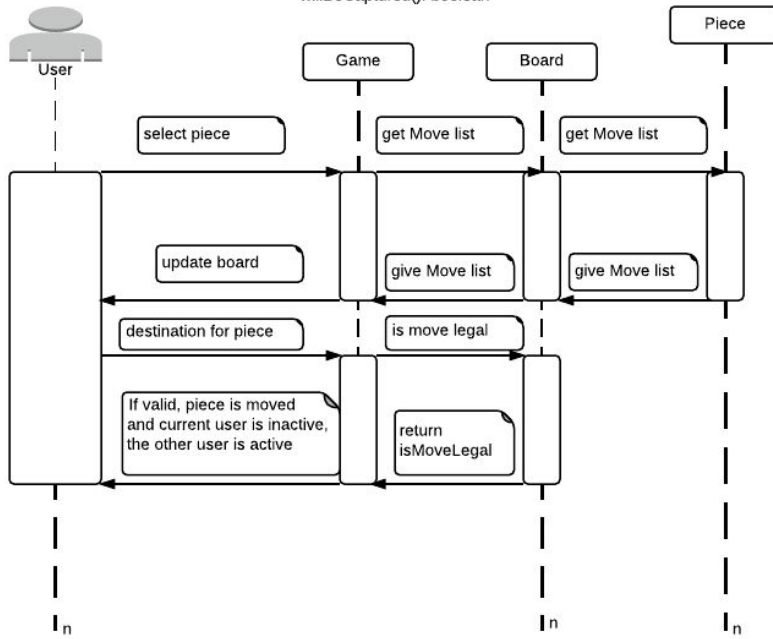 Piece
User
Game
Board
select piece
get Move list
get Move list
update board
give Move list
give Move list
destination for piece
is move legal
If valid, piece is moved
and current user is inactive,
the other user is active
return
isMoveLegal
n
n
n